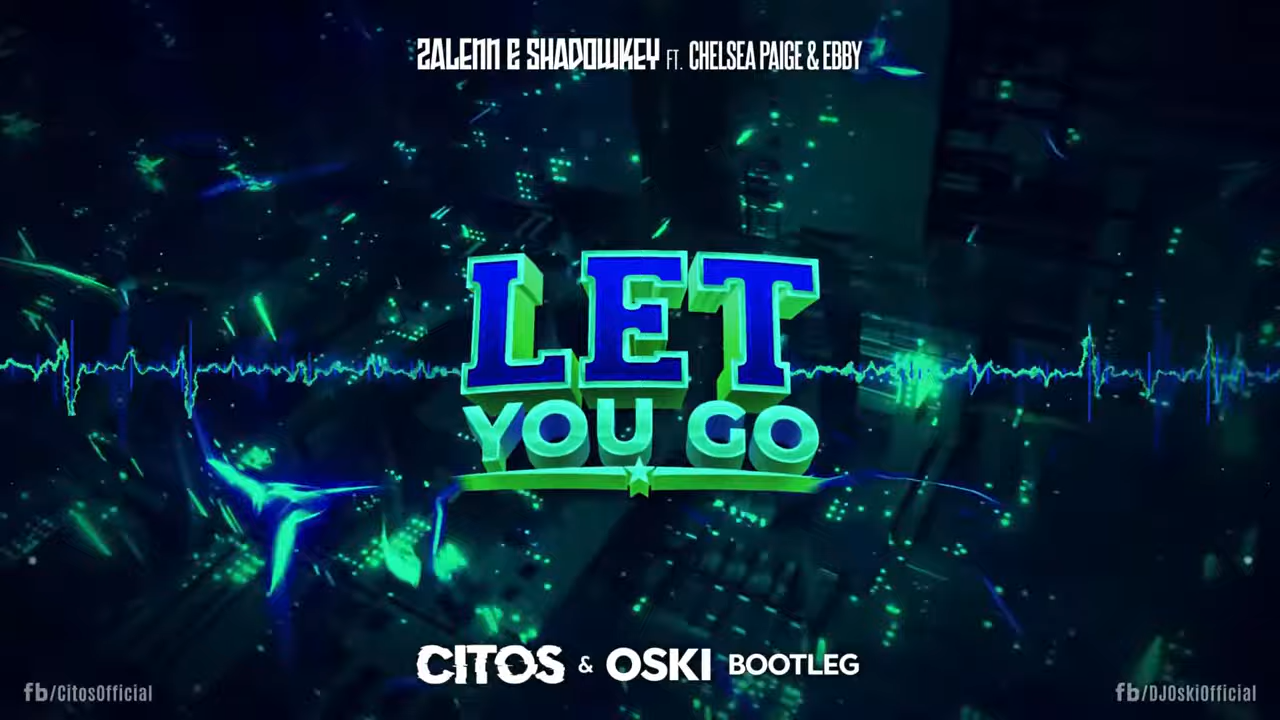 ZALENN & SHADOWKEY FT. CHELSEA PAIGE & EBBY
LET
YOU GO
CITOS & OSKI BOOTLEG
fb/CitosOfficial
fb/DJOskiOfficial